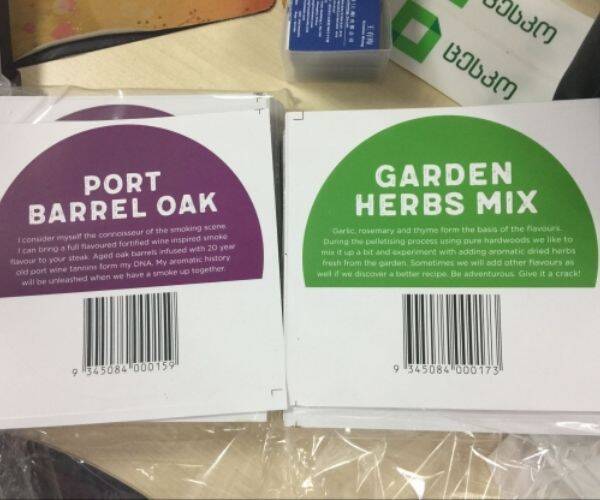 ცესკო
ცესკო
PORT
BARREL OAK
I consider myself the connoisseur of the smoking scene.
I can bring a full flavoured fortified wine inspired smoke
flavour to your steak. Aged oak barrels infused with 20 year
old port wine tannins form my DNA. My aromatic history
will be unleashed when we have a smoke up together.
9 345084 000159
GARDEN
HERBS MIX
Garlic, rosemary and thyme form the basis of the flavours.
During the pelletising process using pure hardwoods we like to
mix it up a bit and experiment with adding aromatic dried herbs
fresh from the garden. Sometimes we will add other flavours as
well if we discover a better recipe. Be adventurous. Give it a crack!
9 345084 000173